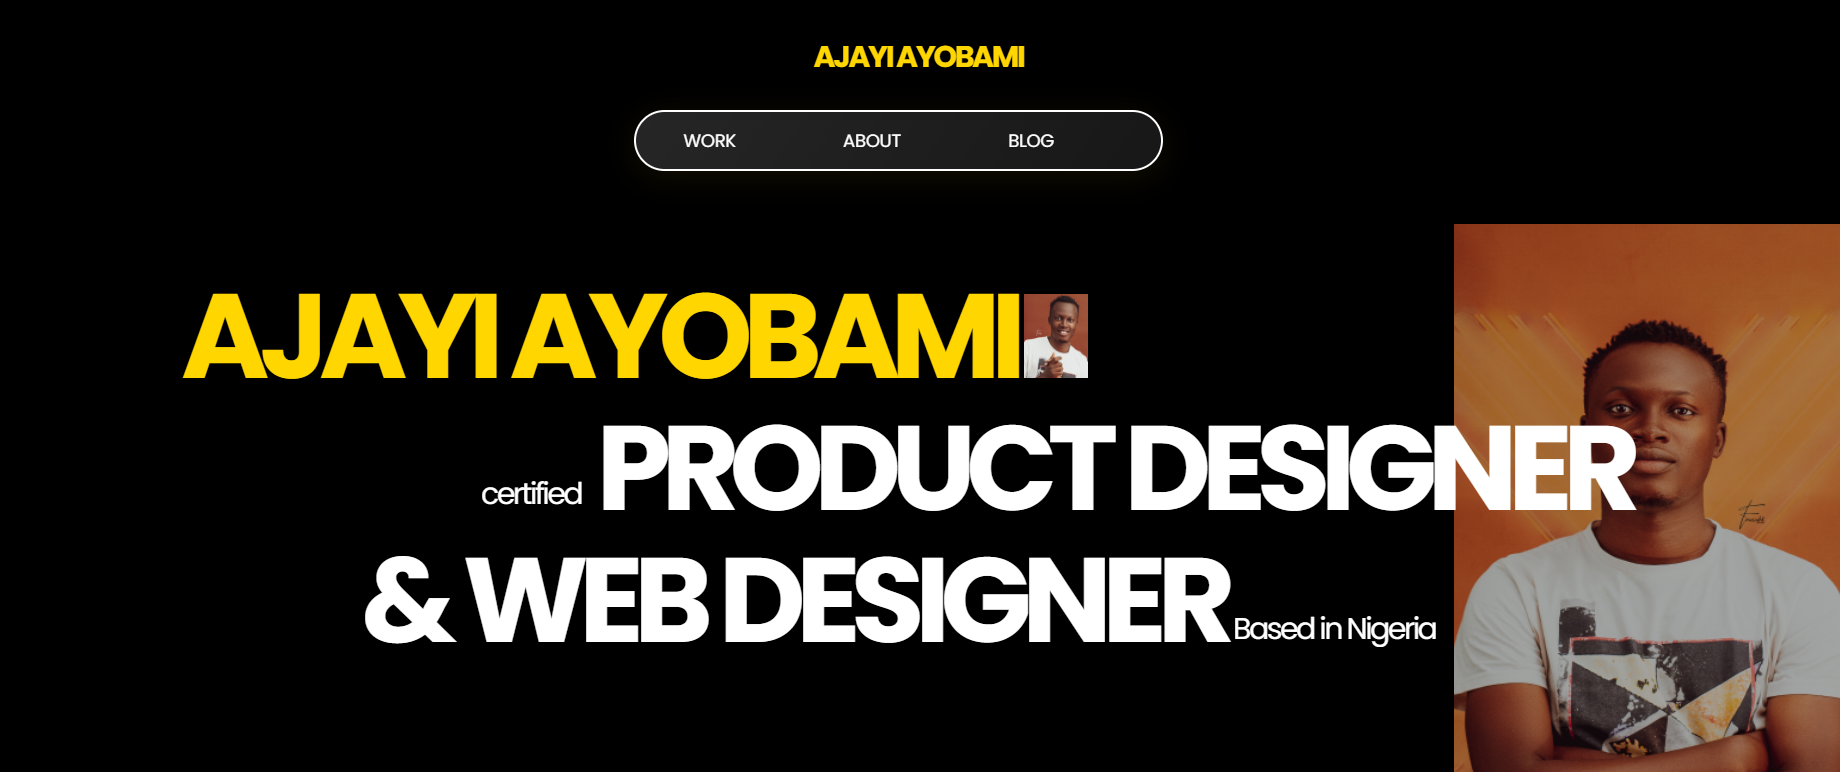 AJAYI AYOBAMI
WORK ABOUT BLOG
AJAYI AYOBAMI
certified PRODUCT DESIGNER
& WEB DESIGNER Based in Nigeria